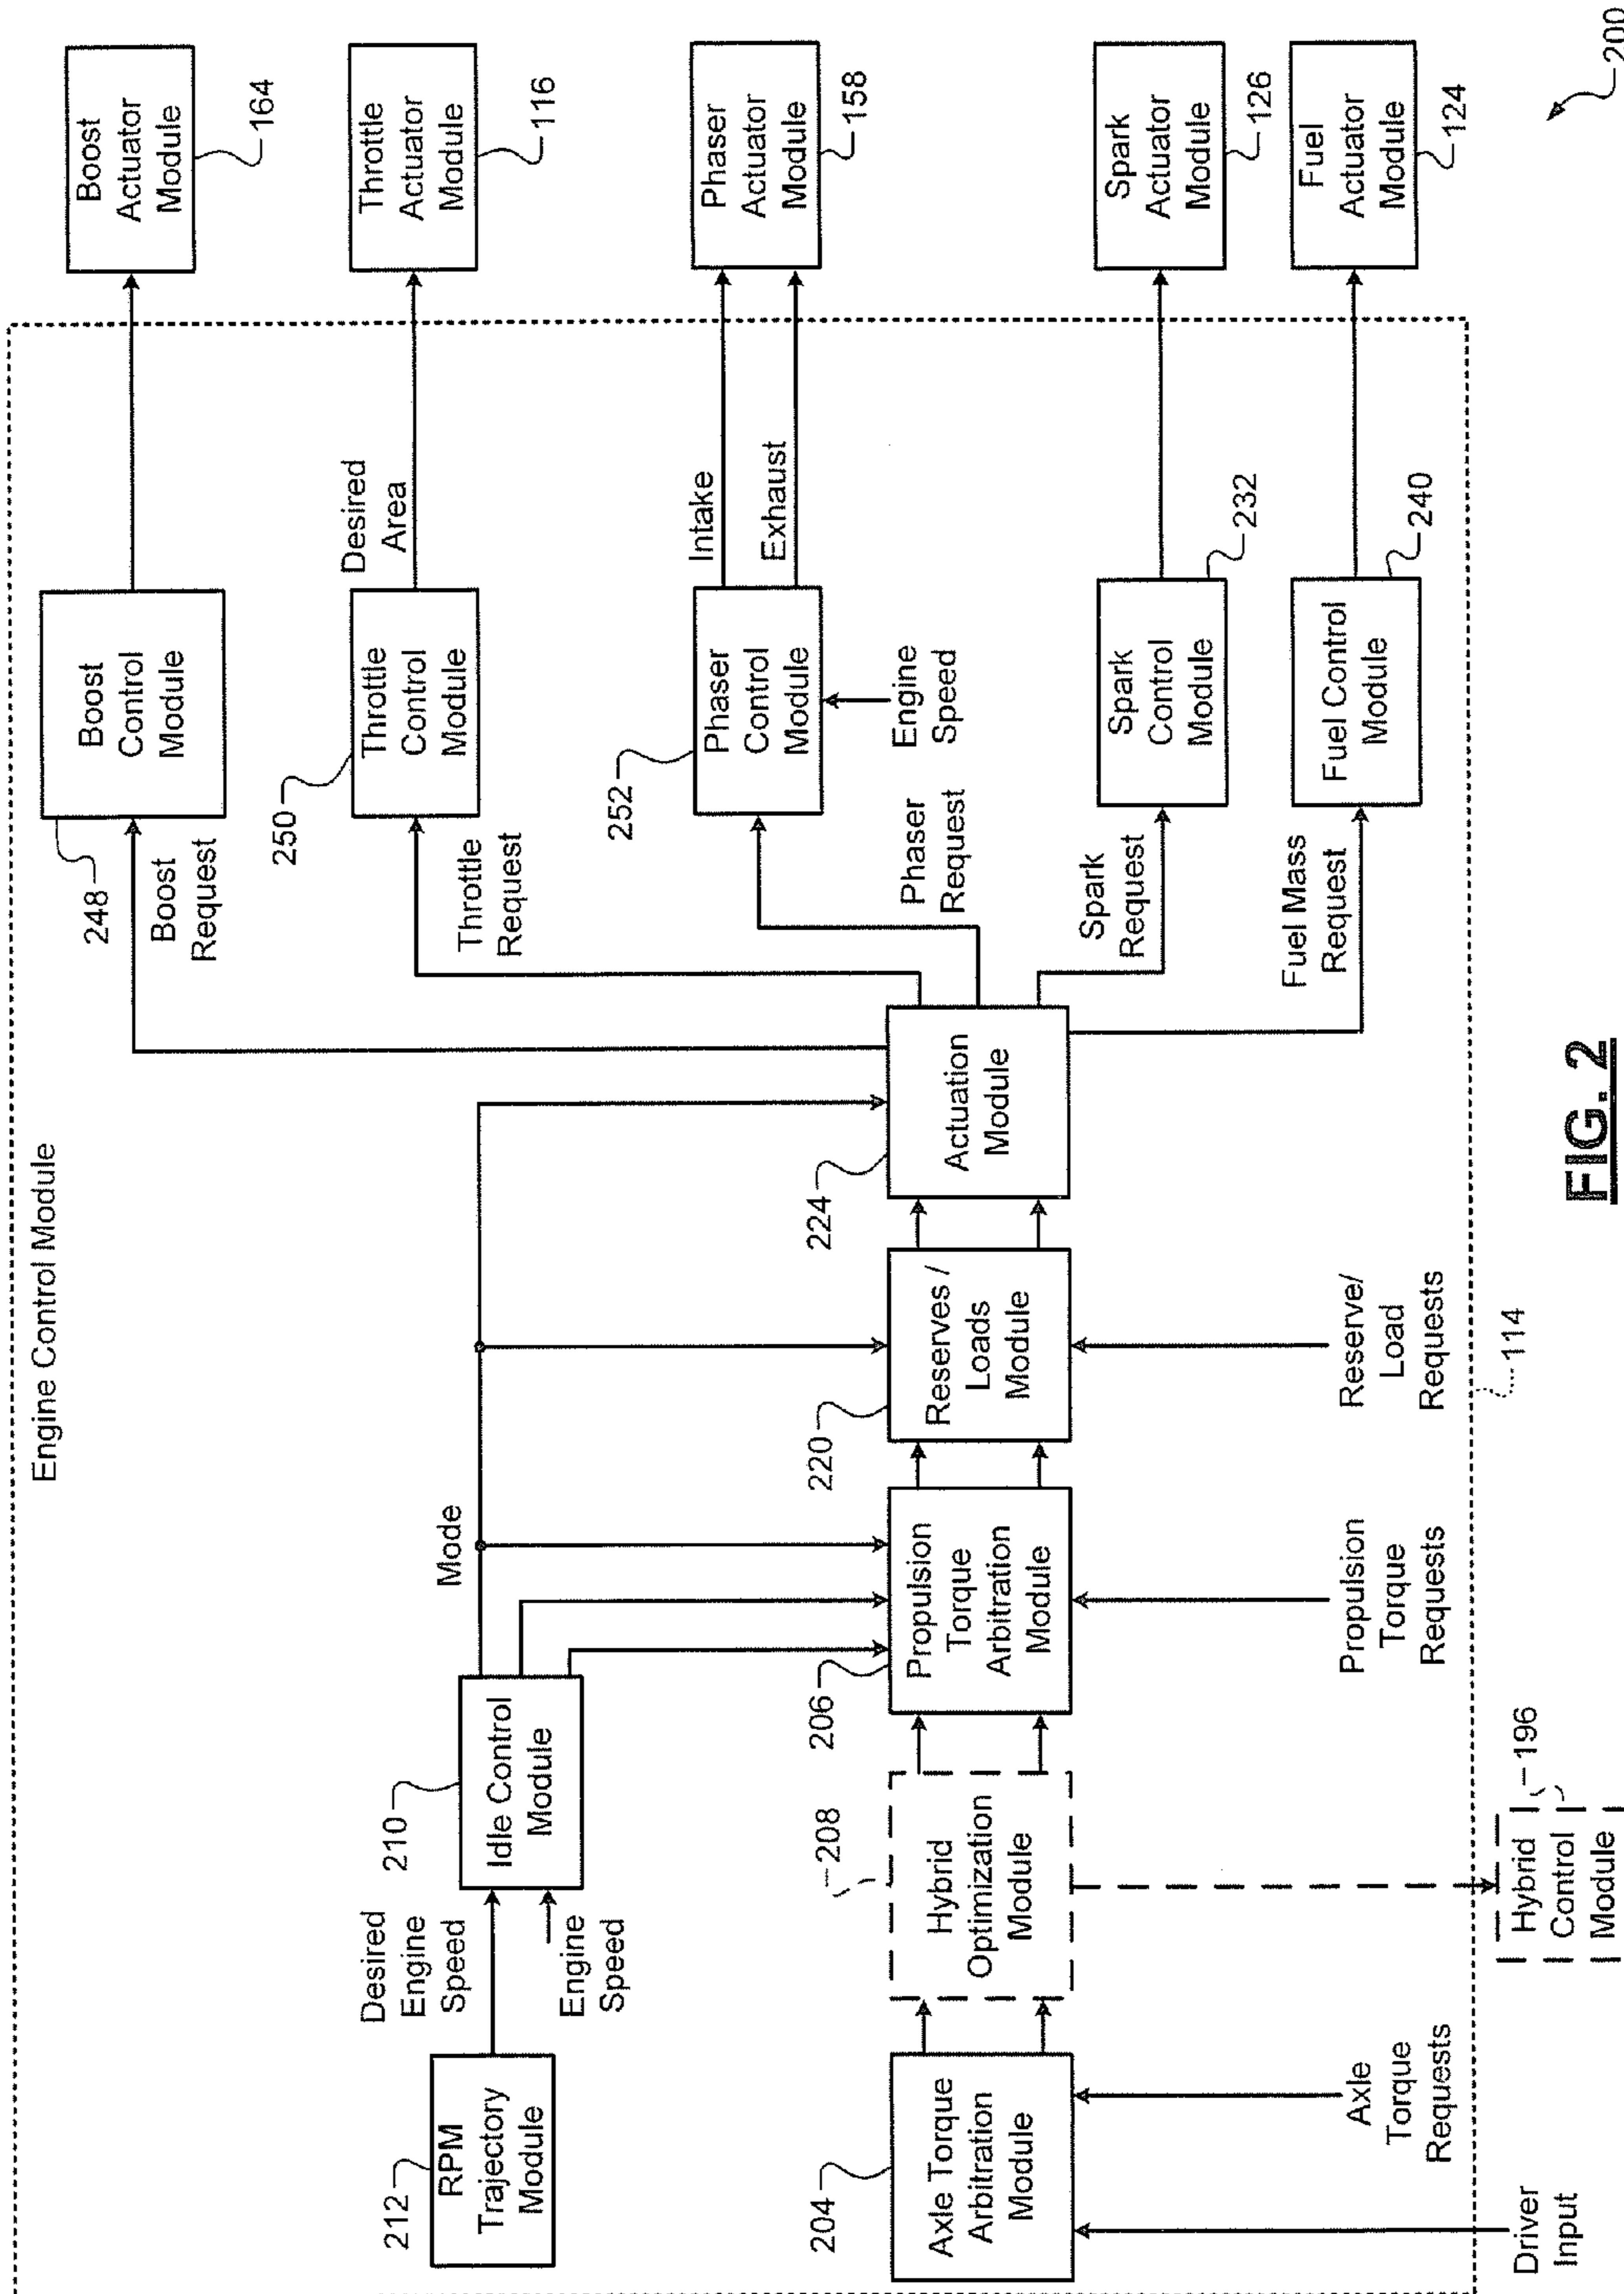 Engine Control Module
212
RPM
Trajectory
Module
Desired
Engine
Speed
Engine
Speed
210
Idle Control
Module
Mode
248
Boost
Request
Boost
Control
Module
Boost
Actuator
Module
164
250
Throttle
Request
Throttle
Control
Module
Desired
Area
Throttle
Actuator
Module
116
252
Phaser
Request
Phaser
Control
Module
Engine
Speed
Intake
Exhaust
Phaser
Actuator
Module
158
204
Axle Torque
Arbitration
Module
208
Hybrid
Optimization
Module
206
Propulsion
Torque
Arbitration
Module
220
Reserves /
Loads
Module
224
Actuation
Module
Spark
Request
Spark
Control
Module
232
Spark
Actuator
Module
126
Fuel Mass
Request
Fuel Control
Module
240
Fuel
Actuator
Module
124
Driver
Input
Axle
Torque
Requests
Hybrid
Control
Module
196
Propulsion
Torque
Requests
Reserve/
Load
Requests
114
200
FIG. 2